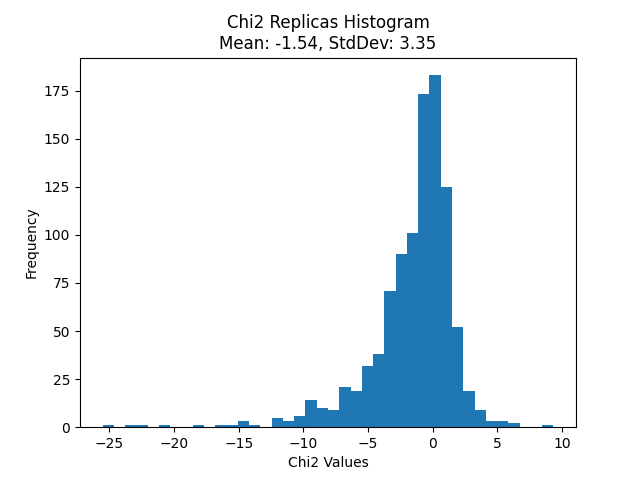 Chi2 Replicas Histogram
Mean: -1.54, StdDev: 3.35
175
150
125
100
75
50
25
0
Frequency
−25 −20 −15 −10 −5 0 5 10
Chi2 Values